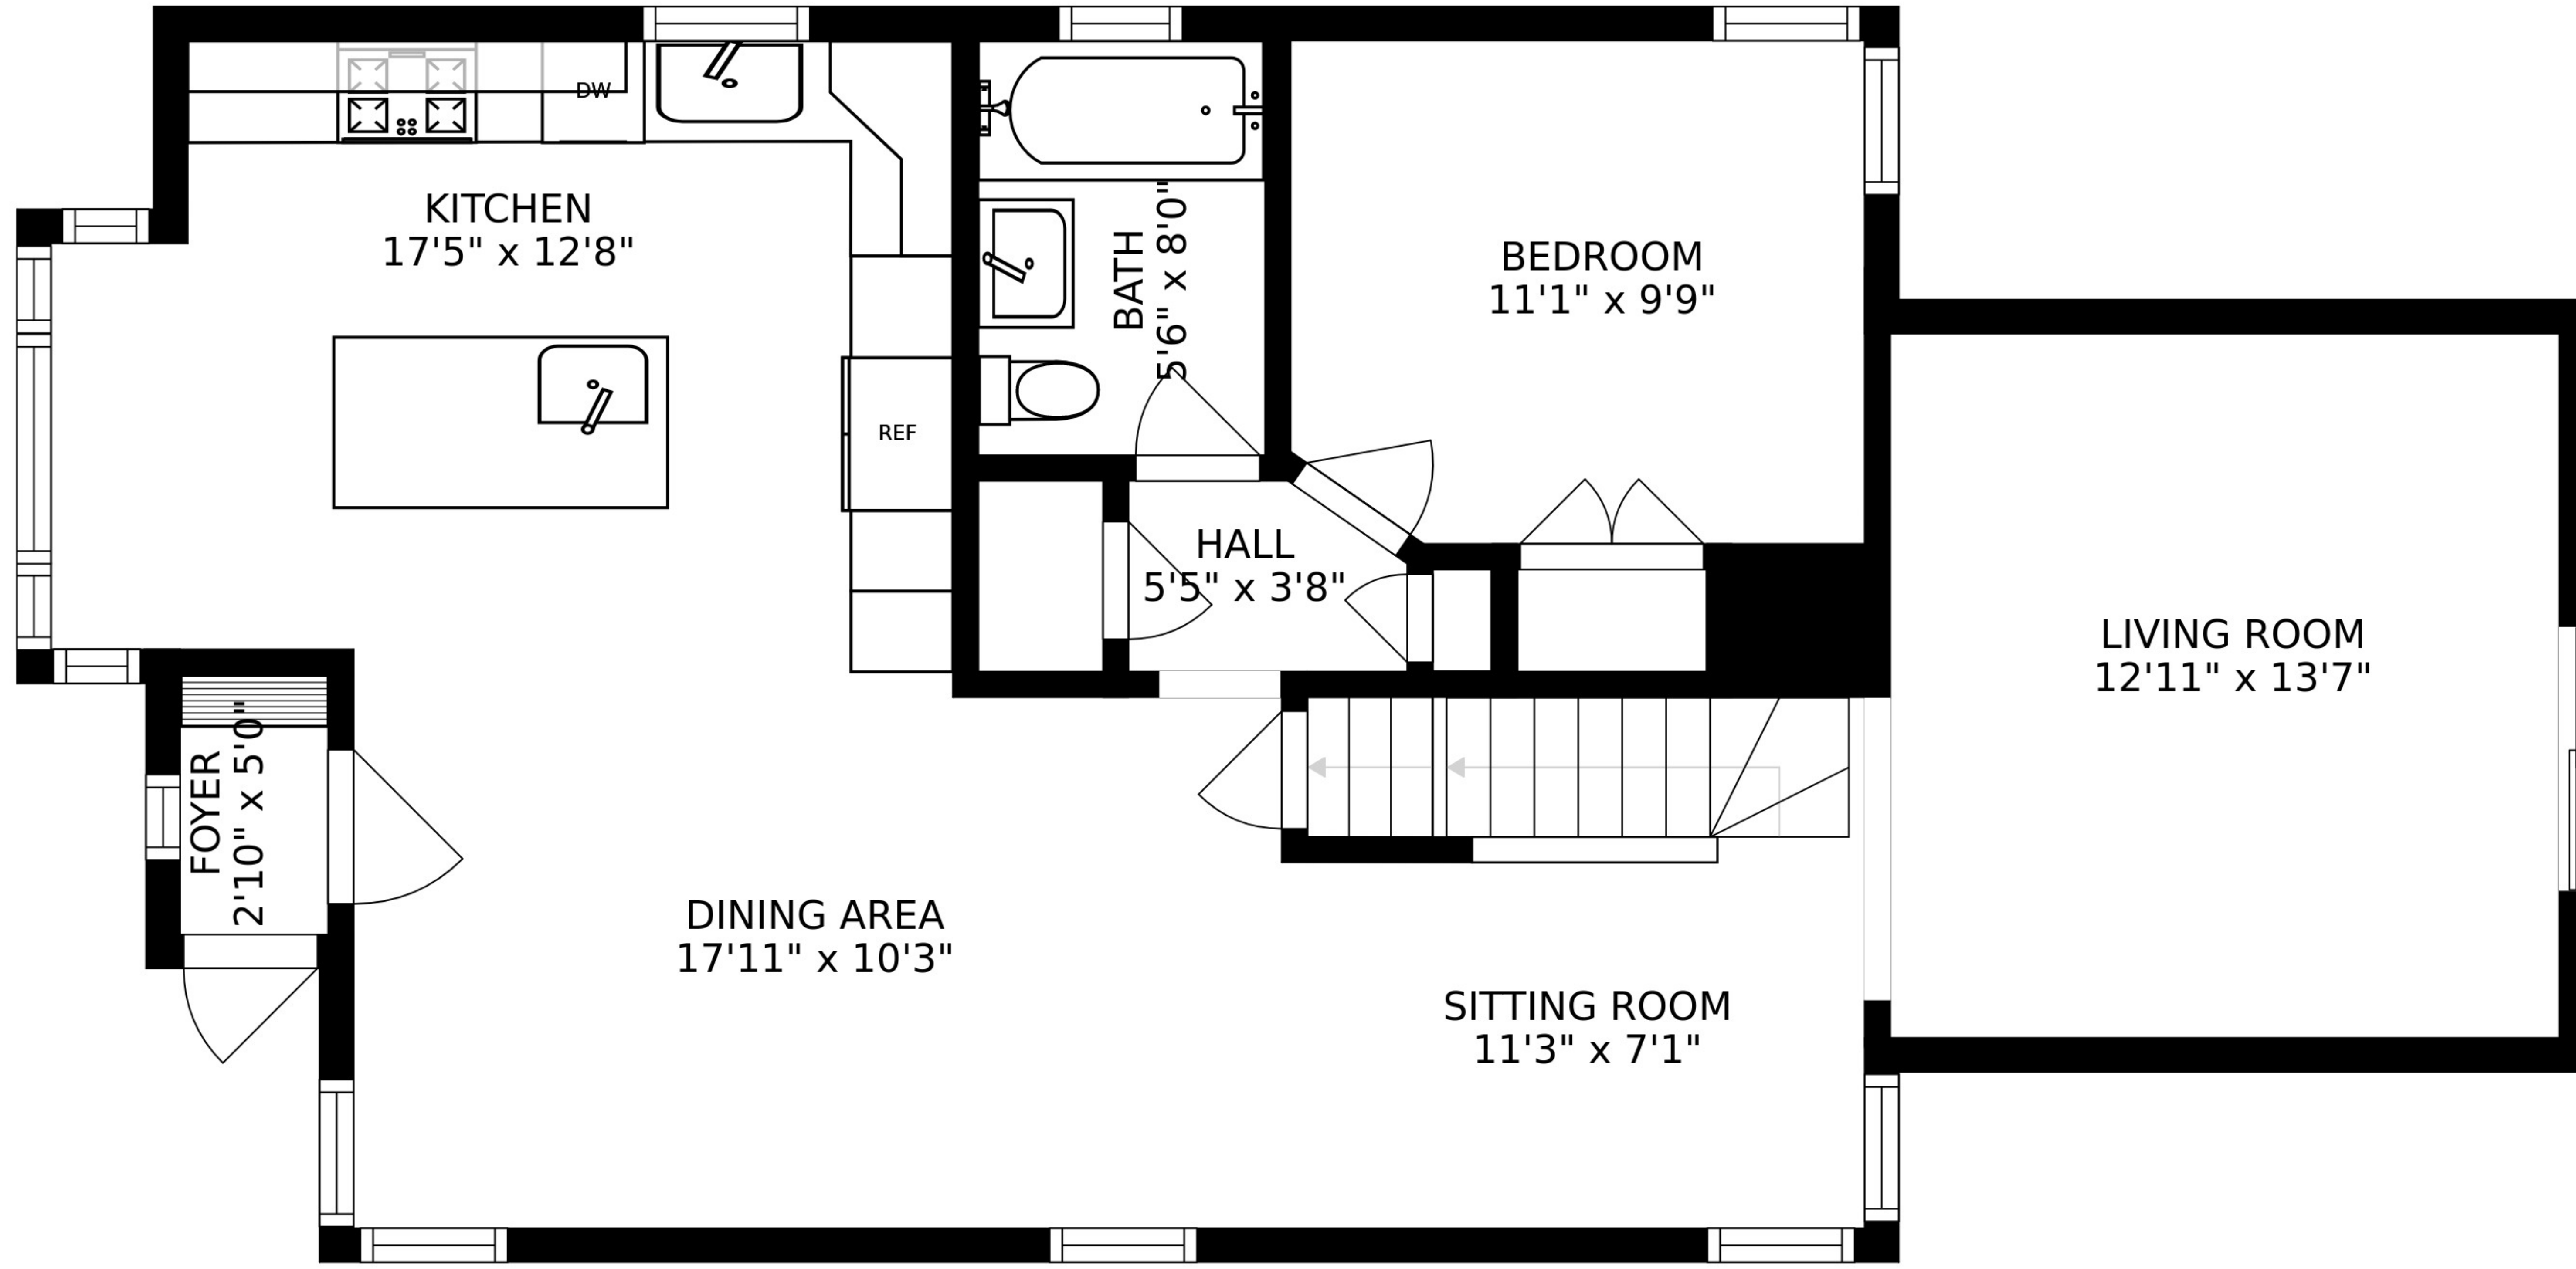 DW
KITCHEN
17'5" x 12'8"
BATH
5'6" x 8'0"
BEDROOM
11'1" x 9'9"
REF
HALL
5'5" x 3'8"
LIVING ROOM
12'11" x 13'7"
FOYER
2'10" x 5'0"
DINING AREA
17'11" x 10'3"
SITTING ROOM
11'3" x 7'1"